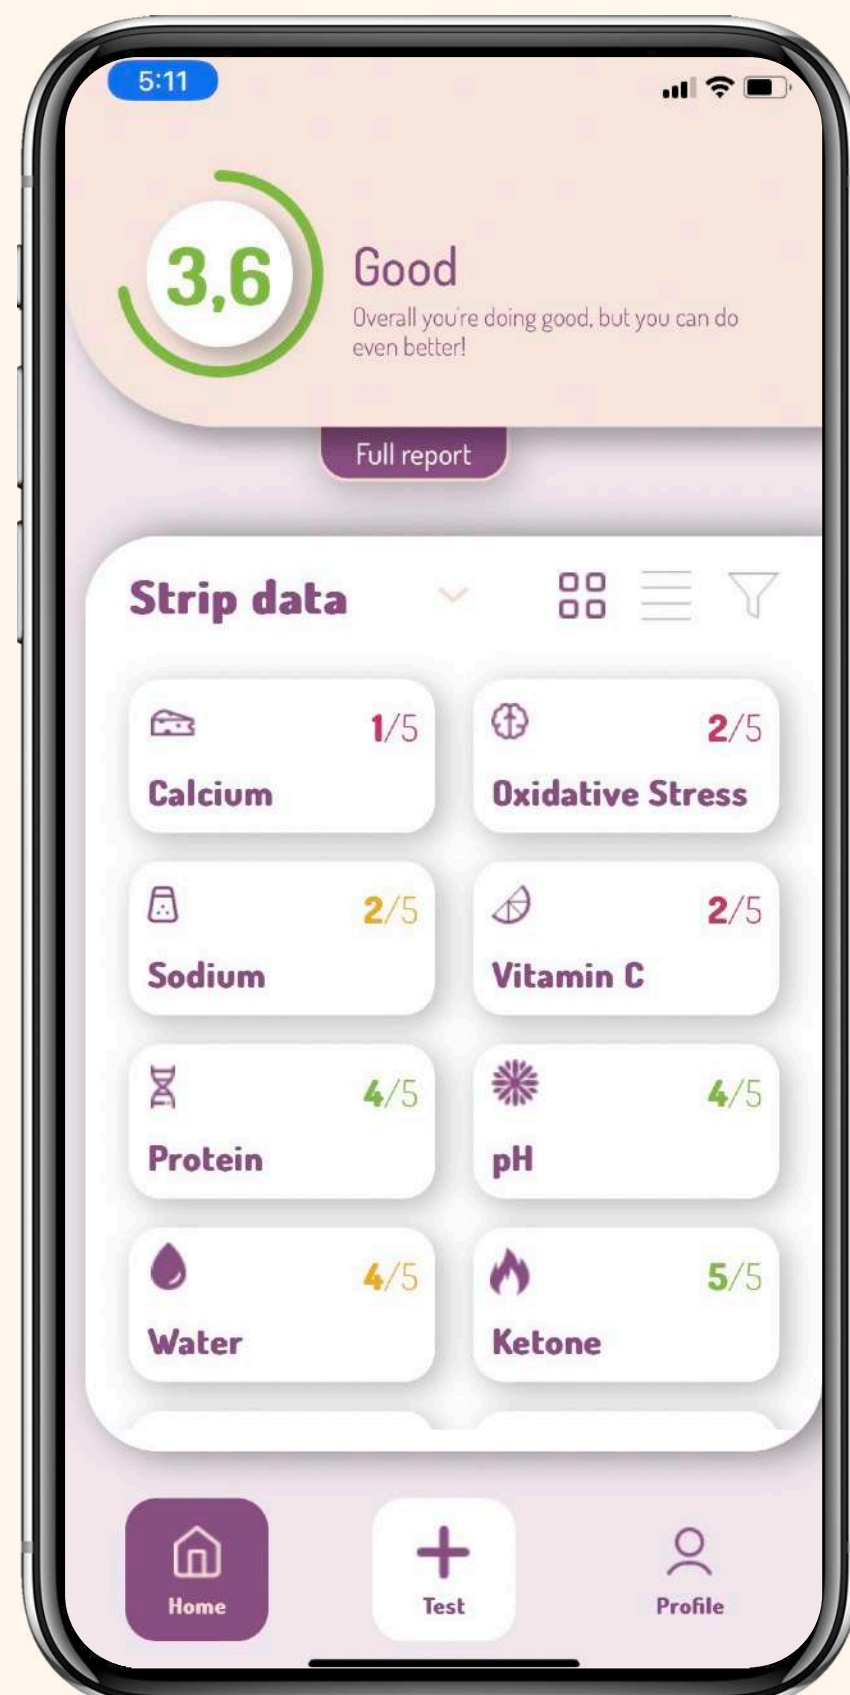 5:11
3,6
Good
Overall you're doing good, but you can do
even better!
Full report
Strip data
1/5
Calcium
2/5
Oxidative Stress
2/5
Sodium
2/5
Vitamin C
4/5
Protein
4/5
pH
4/5
Water
5/5
Ketone
Home
Test
Profile